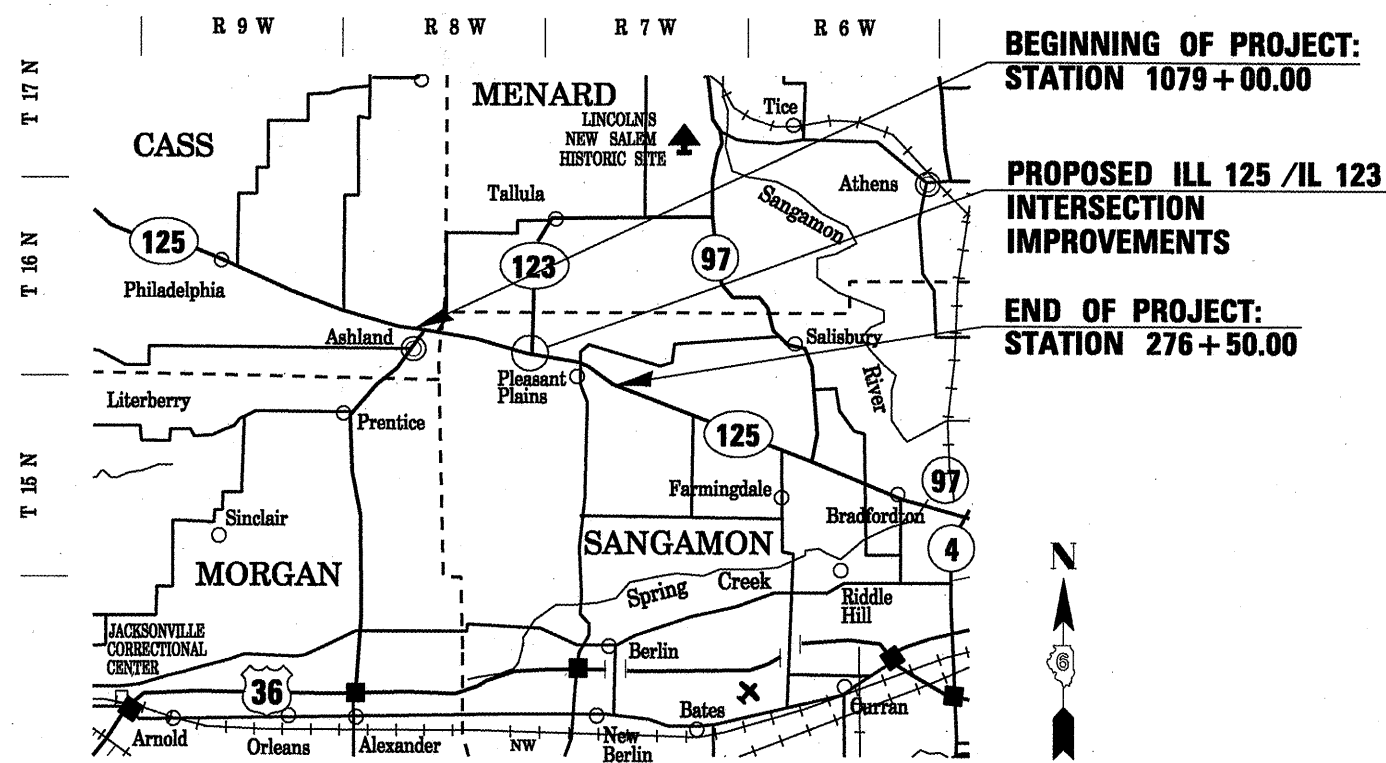 R 9 W
R 8 W
R 7 W
R 6 W
T 17 N
T 16 N
T 15 N
BEGINNING OF PROJECT:
STATION 1079+00.00
PROPOSED ILL 125 /IL 123
INTERSECTION
IMPROVEMENTS
END OF PROJECT:
STATION 276+50.00
MENARD
CASS
LINCOLN'S
NEW SALEM
HISTORIC SITE
Tice
Athens
Tallula
Sangamon
125
123
97
Philadelphia
Ashland
Salisbury
Pleasant
Plains
River
Literberry
Prentice
125
97
Farmingdale
Bradfordton
Sinclair
SANGAMON
4
MORGAN
Spring Creek
Riddle
Hill
JACKSONVILLE
CORRECTIONAL
CENTER
Berlin
36
Curran
Bates
Arnold
Orleans
Alexander
NW
New
Berlin
N
6